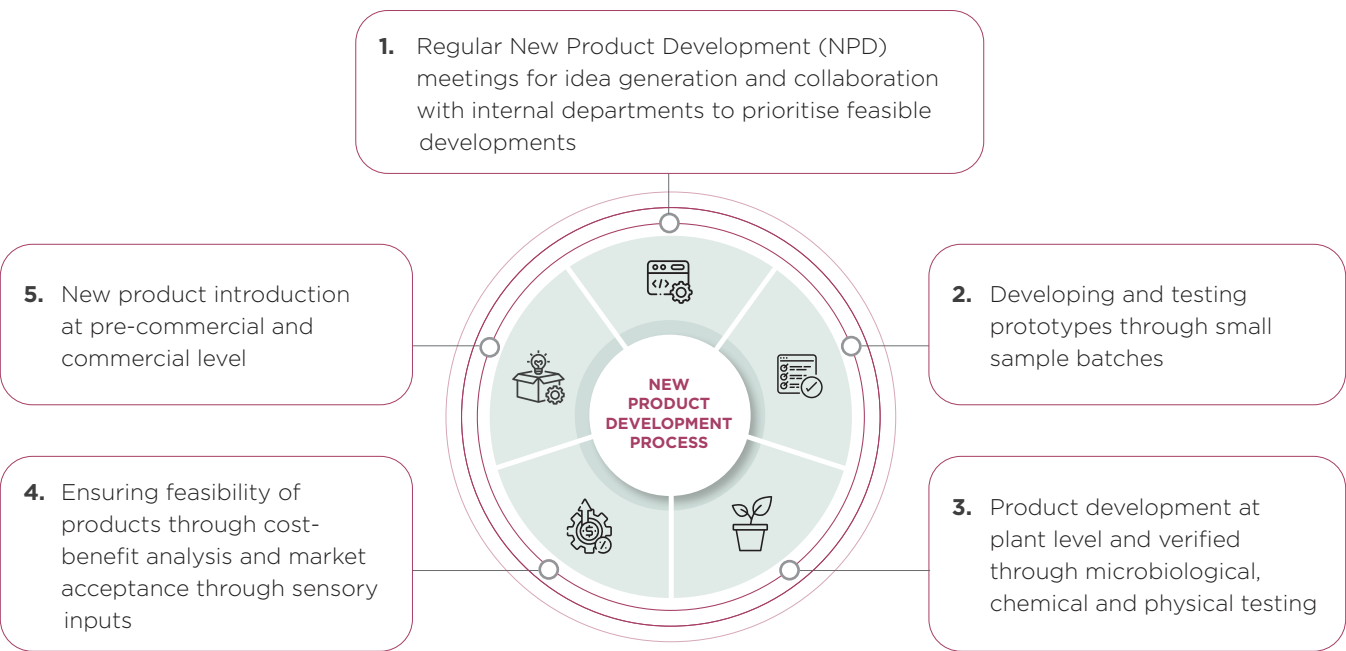 1. Regular New Product Development (NPD)
meetings for idea generation and collaboration
with internal departments to prioritise feasible
developments
2. Developing and testing
prototypes through small
sample batches
3. Product development at
plant level and verified
through microbiological,
chemical and physical testing
4. Ensuring feasibility of
products through cost-
benefit analysis and market
acceptance through sensory
inputs
5. New product introduction
at pre-commercial and
commercial level
NEW
PRODUCT
DEVELOPMENT
PROCESS